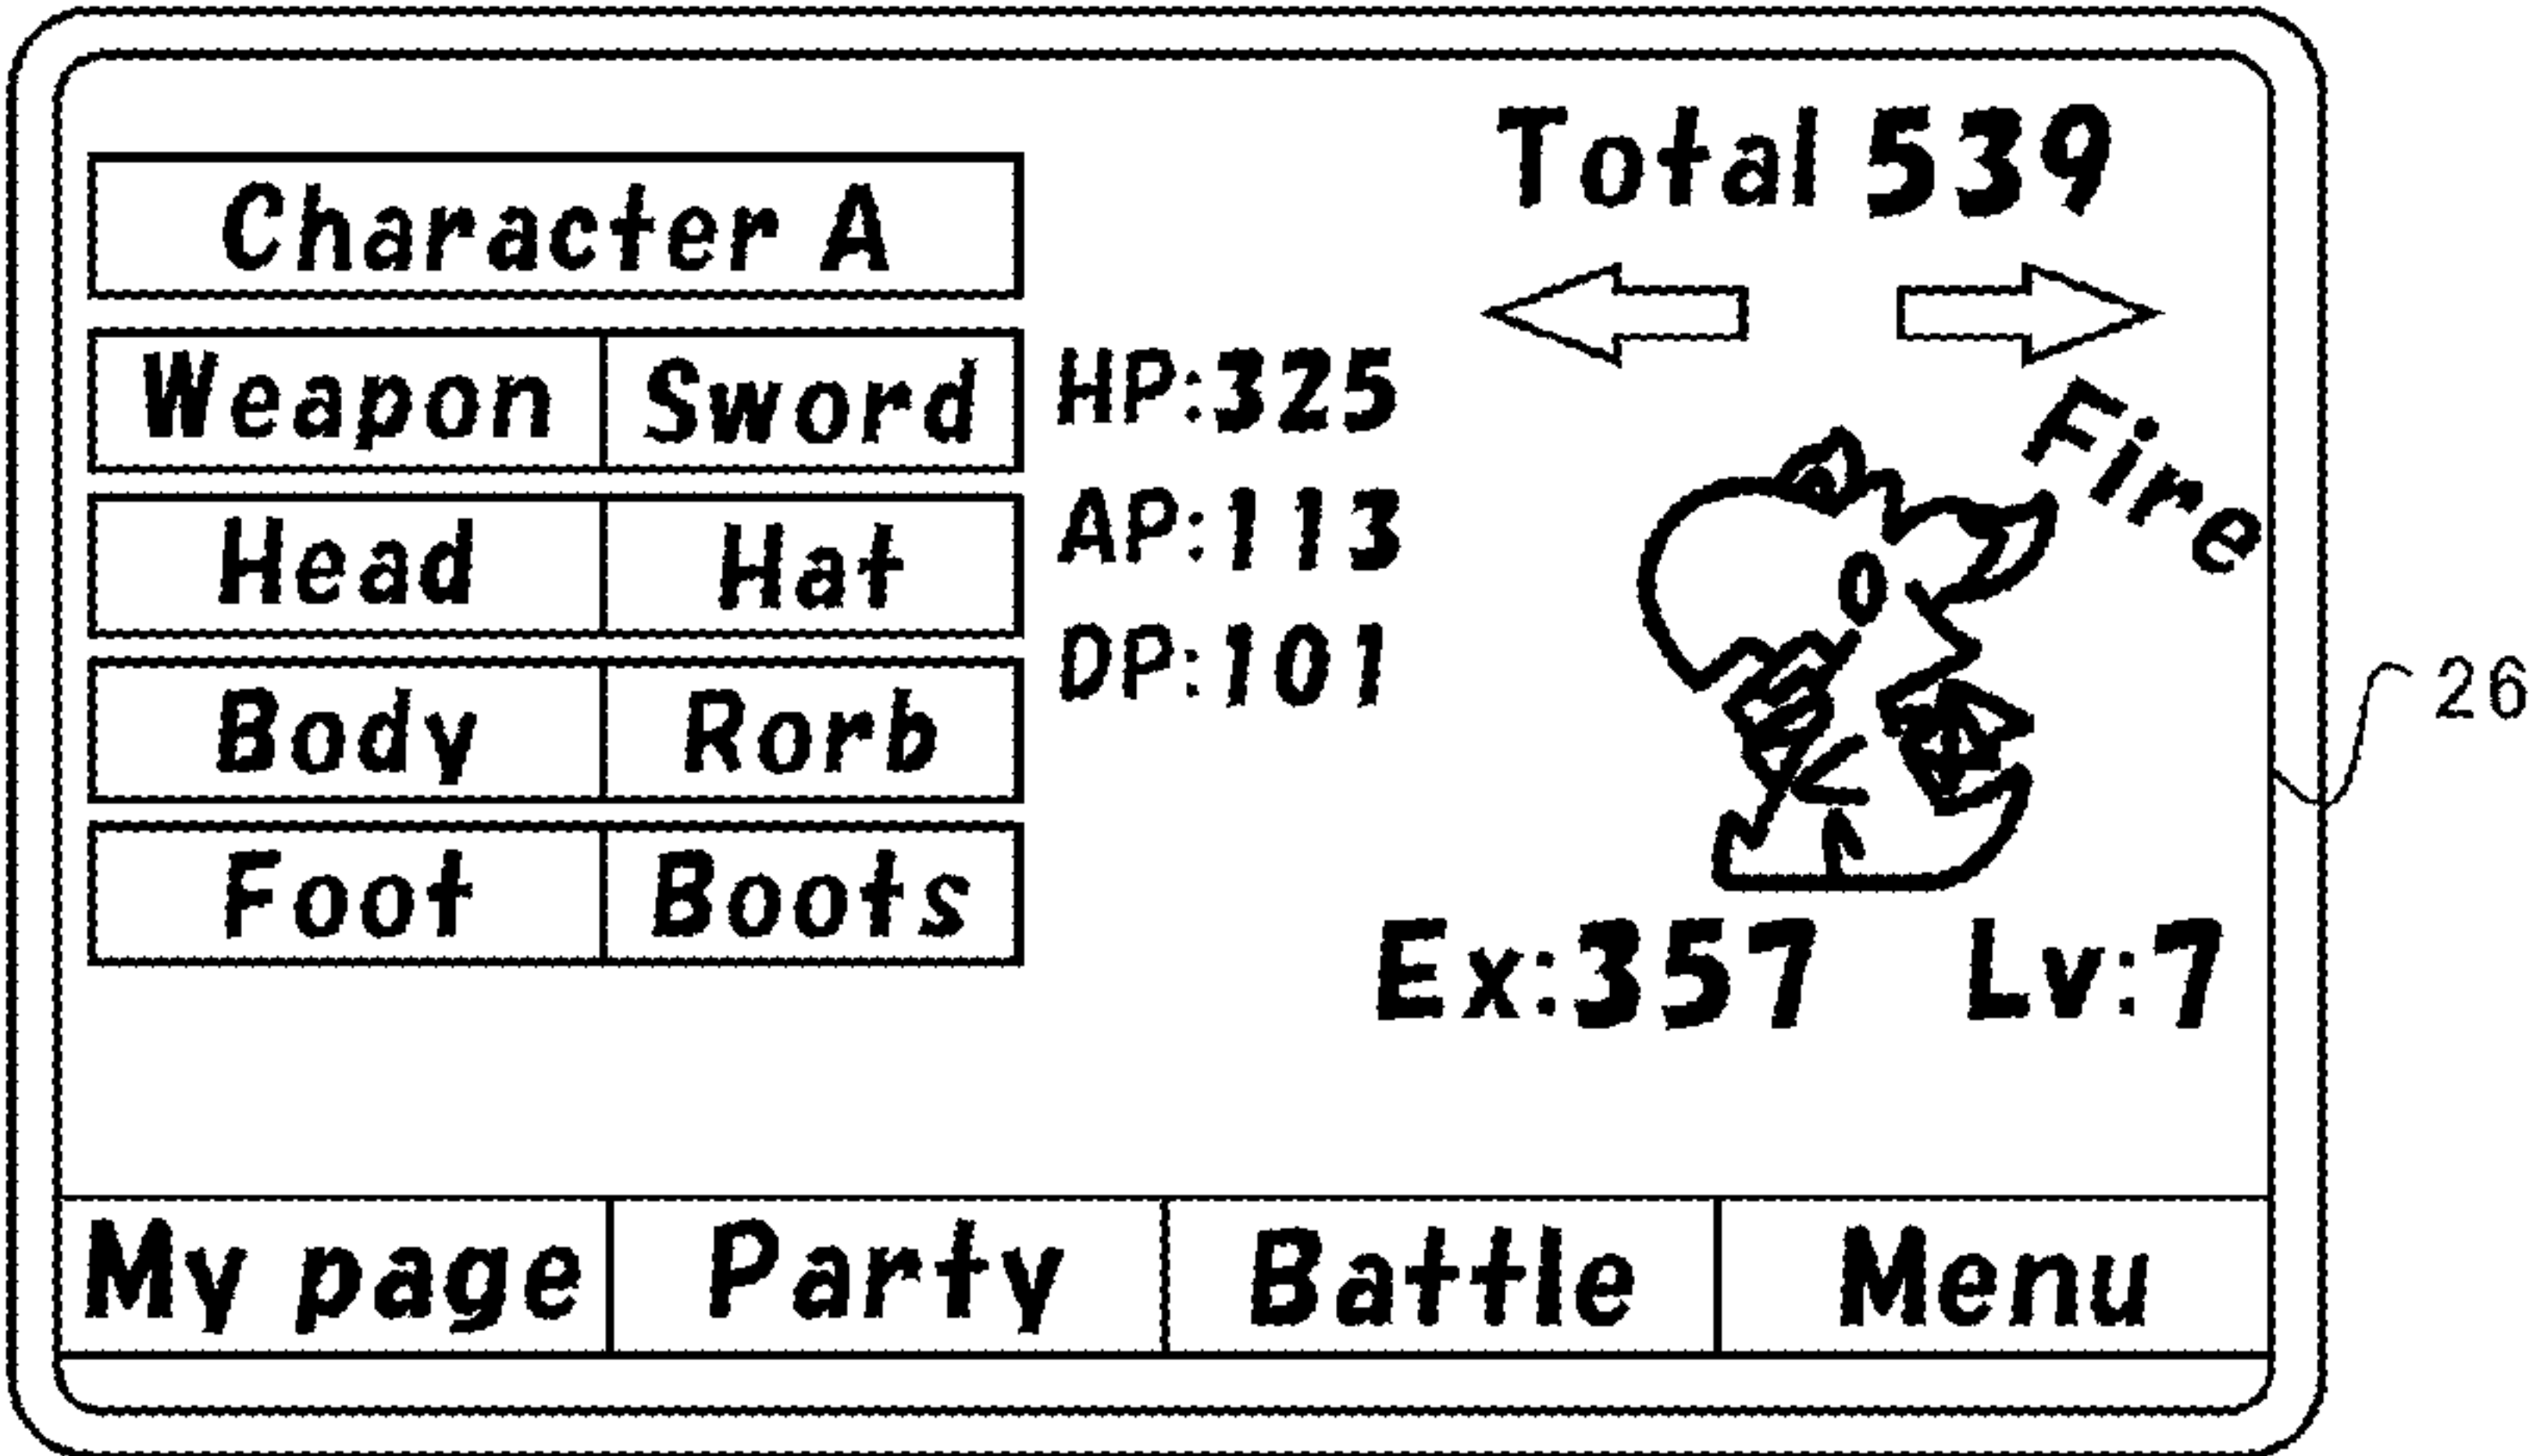 Total 539
Character A
Weapon Sword
HP:325
Fire
Head Hat
AP:113
Body Rorb
DP:101
26
Foot Boots
Ex:357 Lv:7
My page Party Battle Menu